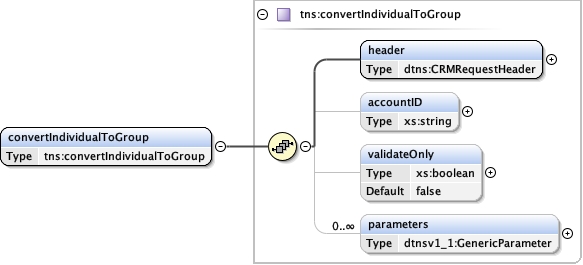 tns:convertIndividualToGroup
header
Type dtns:CRMRequestHeader
accountID
Type xs:string
convertIndividualToGroup
Type tns:convertIndividualToGroup
validateOnly
Type xs:boolean
Default false
0..∞
parameters
Type dtnsv1_1:GenericParameter